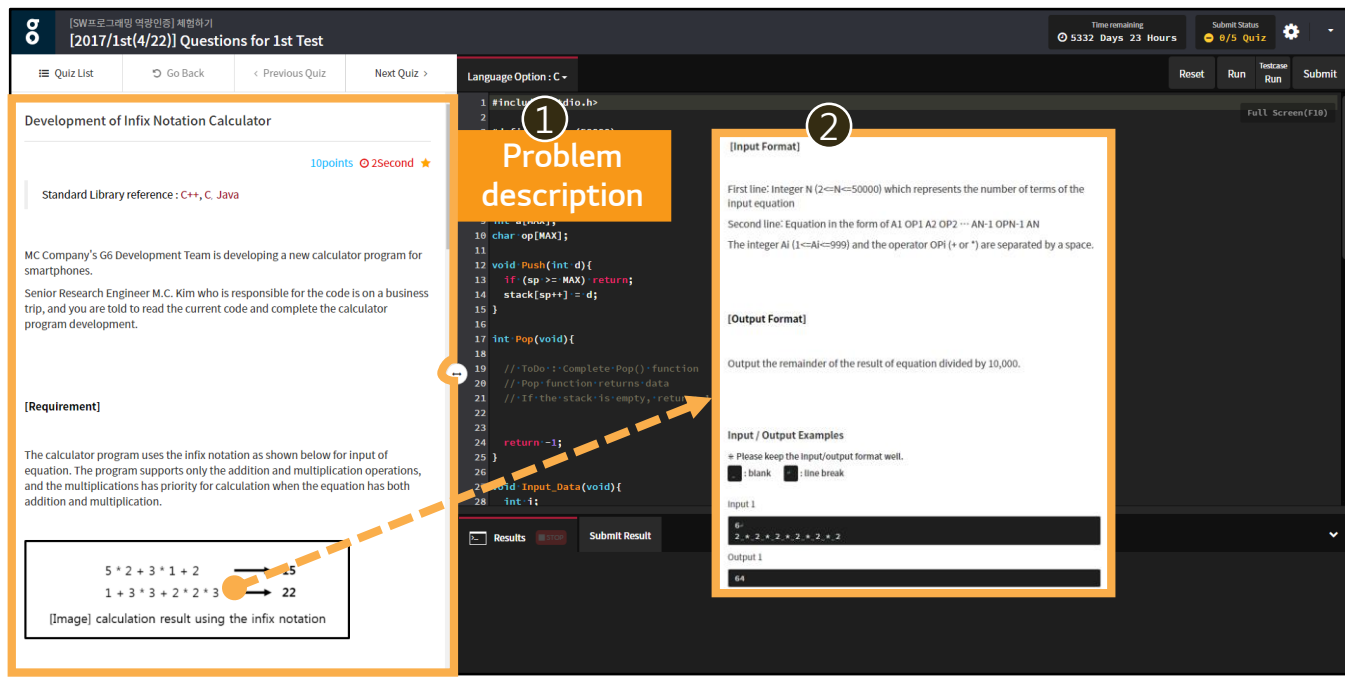 [SW프로그래밍 역량인증] 체험하기
[2017/1st(4/22)] Questions for 1st Test
Time remaining
5332 Days 23 Hours
Submit Status
0/5 Quiz
Quiz List
Go Back
< Previous Quiz
Next Quiz >
Language Option : C
Reset
Run
Testcase
Run
Submit
Development of Infix Notation Calculator
10points 2Second
Standard Library reference : C++, C, Java
MC Company's G6 Development Team is developing a new calculator program for
smartphones.
Senior Research Engineer M.C. Kim who is responsible for the code is on a business
trip, and you are told to read the current code and complete the calculator
program development.
[Requirement]
The calculator program uses the infix notation as shown below for input of
equation. The program supports only the addition and multiplication operations,
and the multiplications has priority for calculation when the equation has both
addition and multiplication.
5 * 2 + 3 * 1 + 2 15
1 + 3 * 3 + 2 * 2 * 3 22
[Image] calculation result using the infix notation
Full Screen(F10)
1
Problem
description
1
2
10 char op[MAX];
11
12 void Push(int d){
13 if (sp >= MAX) return;
14 stack[sp++] = d;
15 }
16
17 int Pop(void){
18
19 // ToDo : Complete Pop() function
20 // Pop function returns data
21 // If the stack is empty,
22
23
24 return -1;
25 }
26
void Input_Data(void){
28 int i;
2
[Input Format]
First line: Integer N (2<=N<=50000) which represents the number of terms of the
input equation
Second line: Equation in the form of A1 OP1 A2 OP2 ··· AN-1 OPN-1 AN
The integer Ai (1<=Ai<=999) and the operator OPi (+ or *) are separated by a space.
[Output Format]
Output the remainder of the result of equation divided by 10,000.
Input / Output Examples
※ Please keep the Input/output format well.
: blank : line break
Input 1
6↵
2_*_2_*_2_*_2_*_2_*_2
Output 1
64
Results
STOP
Submit Result